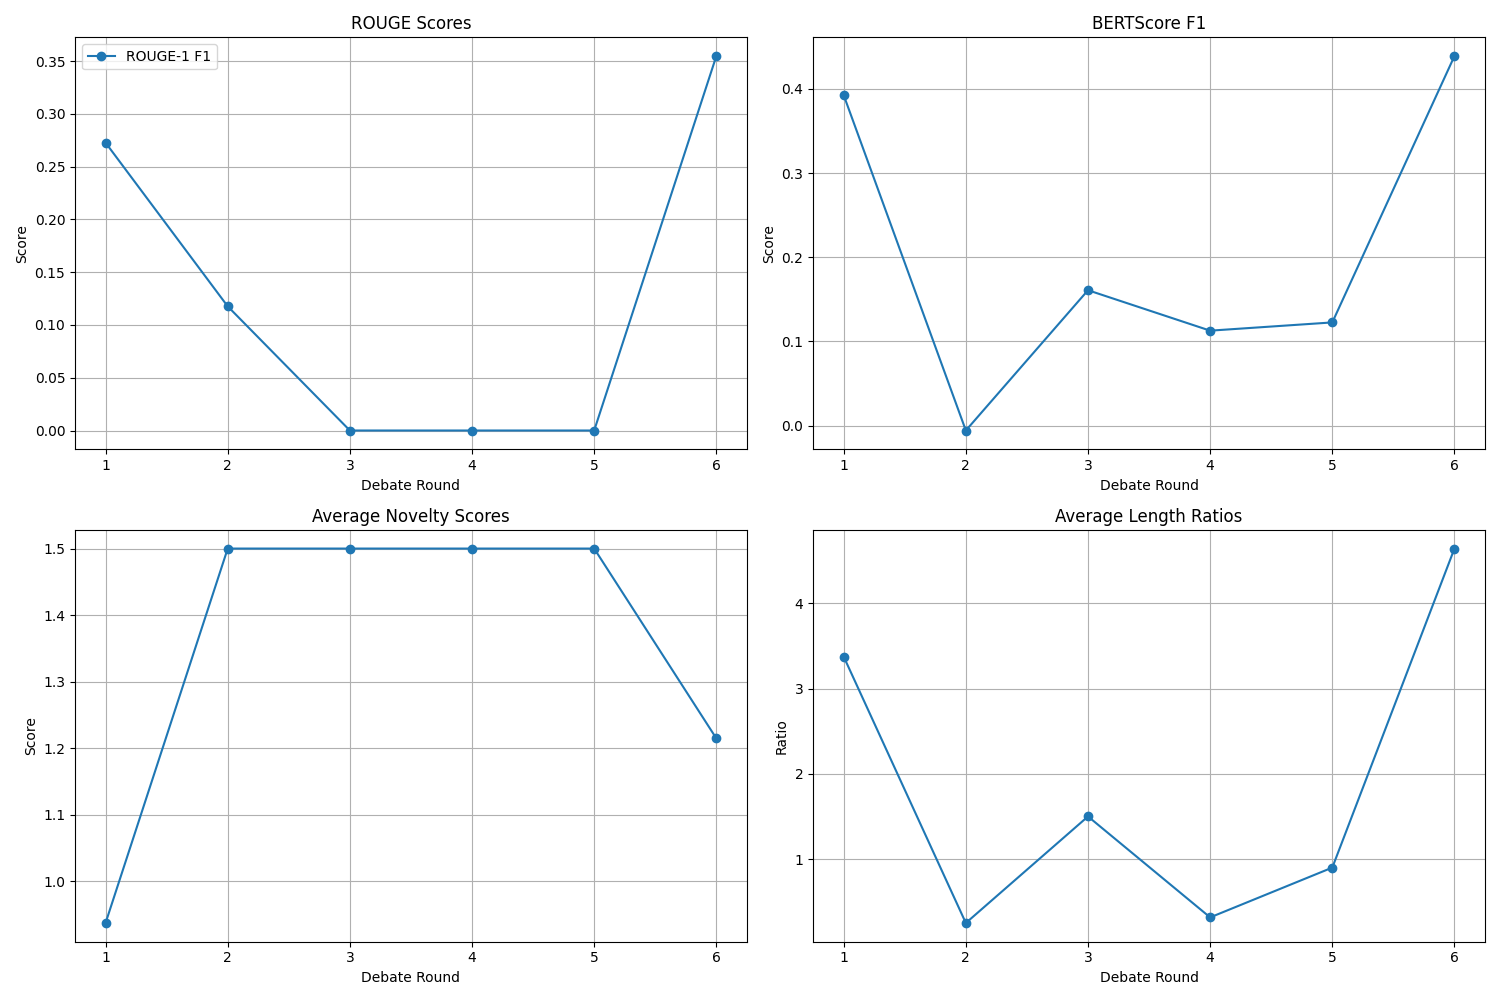 ROUGE Scores
ROUGE-1 F1
0.35
0.30
0.25
0.20
0.15
0.10
0.05
0.00
Score
1 2 3 4 5 6
Debate Round
BERTScore F1
0.4
0.3
0.2
0.1
0.0
Score
1 2 3 4 5 6
Debate Round
Average Novelty Scores
1.5
1.4
1.3
1.2
1.1
1.0
Score
1 2 3 4 5 6
Debate Round
Average Length Ratios
4
3
2
1
Ratio
1 2 3 4 5 6
Debate Round